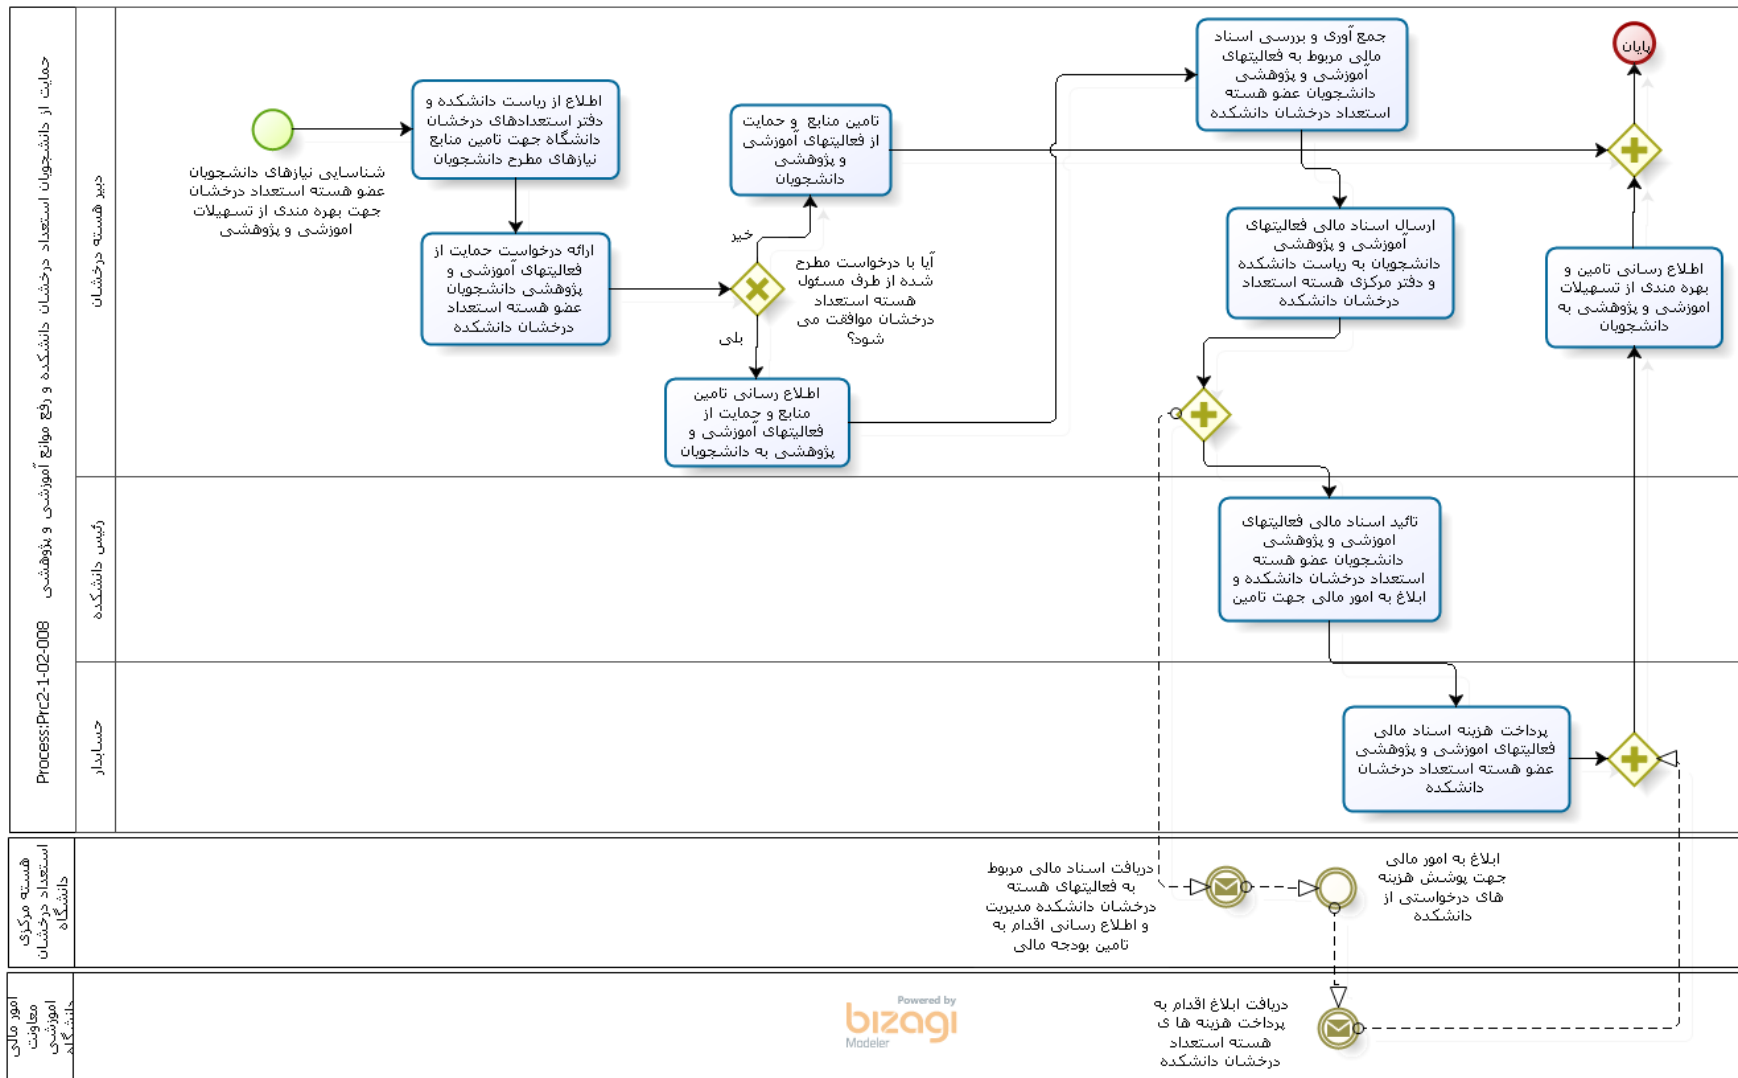 حمایت از دانشجویان استعداد درخشان دانشکده و رفع موانع آموزشی و پژوهشی
Process:Prc2-1-02-008
دبیر هسته درخشان
شناسایی نیازهای دانشجویان
عضو هسته استعداد درخشان
جهت بهره مندی از تسهیلات
اموزشی و پژوهشی
اطلاع از ریاست دانشکده و
دفتر استعدادهای درخشان
دانشگاه جهت تامین منابع
نیازهای مطرح دانشجویان
ارائه درخواست حمایت از
فعالیتهای آموزشی و
پژوهشی دانشجویان
عضو هسته استعداد
درخشان دانشکده
آیا با درخواست مطرح
شده از طرف مسئول
هسته استعداد
درخشان موافقت می
شود؟
خیر
بلی
تامین منابع و حمایت
از فعالیتهای آموزشی
و پژوهشی
دانشجویان
اطلاع رسانی تامین
منابع و حمایت از
فعالیتهای آموزشی و
پژوهشی به دانشجویان
جمع آوری و بررسی اسناد
مالی مربوط به فعالیتهای
آموزشی و پژوهشی
دانشجویان عضو هسته
استعداد درخشان دانشکده
ارسال اسناد مالی فعالیتهای
آموزشی و پژوهشی
دانشجویان به ریاست دانشکده
و دفتر مرکزی هسته استعداد
درخشان دانشکده
پایان
اطلاع رسانی تامین و
بهره مندی از تسهیلات
اموزشی و پژوهشی به
دانشجویان
رئیس دانشکده
تائید اسناد مالی فعالیتهای
اموزشی و پژوهشی
دانشجویان عضو هسته
استعداد درخشان دانشکده و
ابلاغ به امور مالی جهت تامین
حسابدار
پرداخت هزینه اسناد مالی
فعالیتهای اموزشی و پژوهشی
عضو هسته استعداد درخشان
دانشکده
هسته مرکزی
استعداد درخشان
دانشگاه
دریافت اسناد مالی مربوط
به فعالیتهای هسته
درخشان دانشکده مدیریت
و اطلاع رسانی اقدام به
تامین بودجه مالی
ابلاغ به امور مالی
جهت پوشش هزینه
های درخواستی از
دانشکده
امور مالی
معاونت
اموزشی
دانشگاه
دریافت ابلاغ اقدام به
پرداخت هزینه ها ی
هسته استعداد
درخشان دانشکده
Powered by
bizagi
Modeler